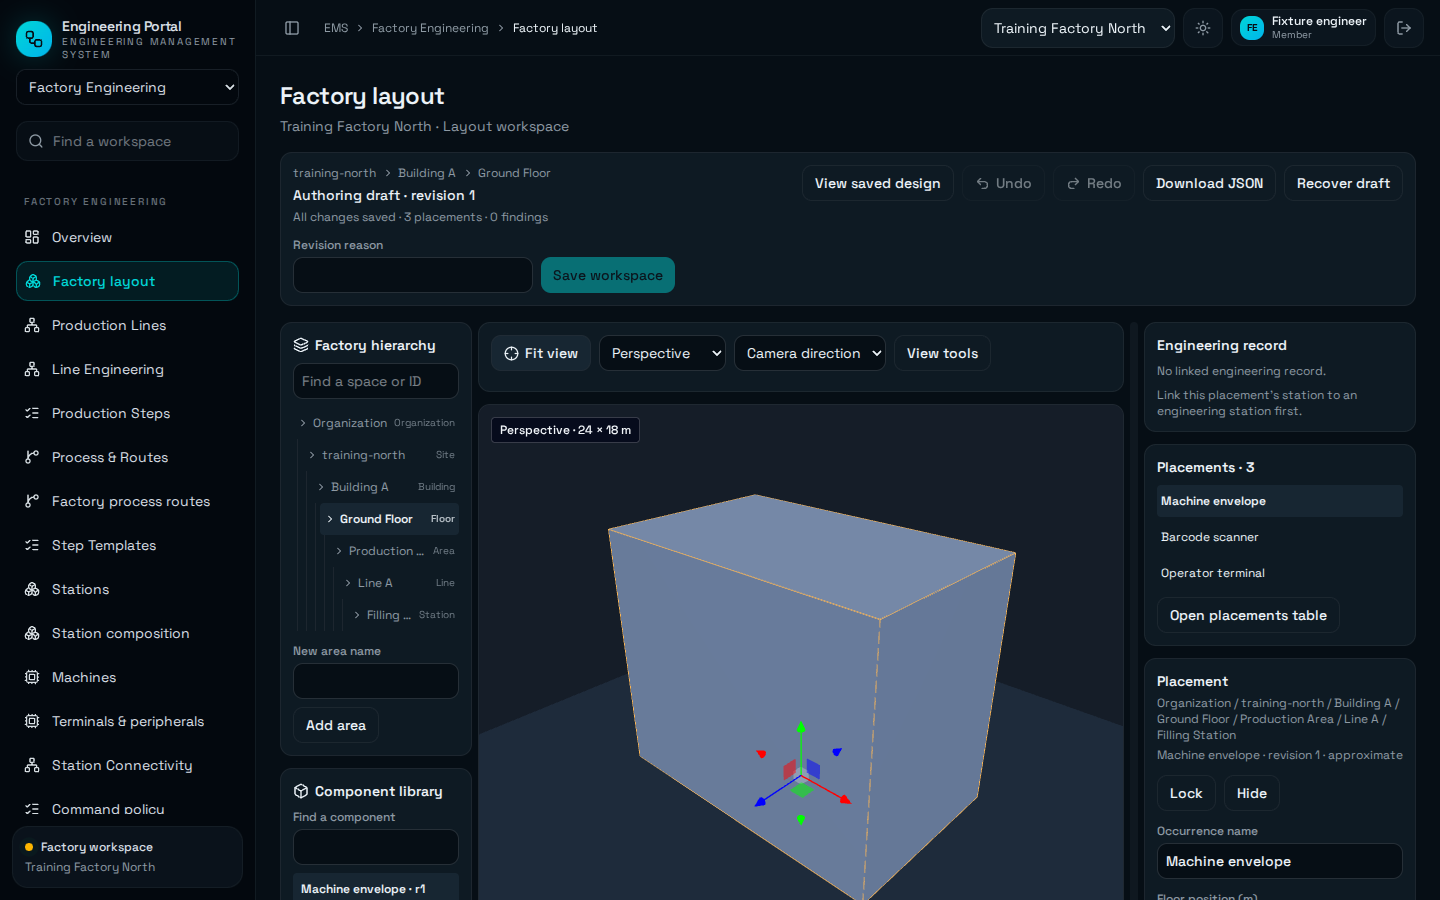 Engineering Portal
ENGINEERING MANAGEMENT
SYSTEM
Factory Engineering
Find a workspace
FACTORY ENGINEERING
Overview
Factory layout
Production Lines
Line Engineering
Production Steps
Process & Routes
Factory process routes
Step Templates
Stations
Station composition
Machines
Terminals & peripherals
Station Connectivity
Command policy
Factory workspace
Training Factory North
EMS > Factory Engineering > Factory layout
Training Factory North
FE
Fixture engineer
Member
Factory layout
Training Factory North · Layout workspace
training-north > Building A > Ground Floor
Authoring draft · revision 1
All changes saved · 3 placements · 0 findings
View saved design
Undo
Redo
Download JSON
Recover draft
Revision reason
Save workspace
Factory hierarchy
Find a space or ID
Organization Organization
training-north Site
Building A Building
Ground Floor Floor
Production ... Area
Line A Line
Filling ... Station
New area name
Add area
Component library
Find a component
Machine envelope · r1
Fit view
Perspective
Camera direction
View tools
Perspective · 24 × 18 m
Engineering record
No linked engineering record.
Link this placement's station to an
engineering station first.
Placements · 3
Machine envelope
Barcode scanner
Operator terminal
Open placements table
Placement
Organization / training-north / Building A /
Ground Floor / Production Area / Line A /
Filling Station
Machine envelope · revision 1 · approximate
Lock
Hide
Occurrence name
Machine envelope
Floor position (m)